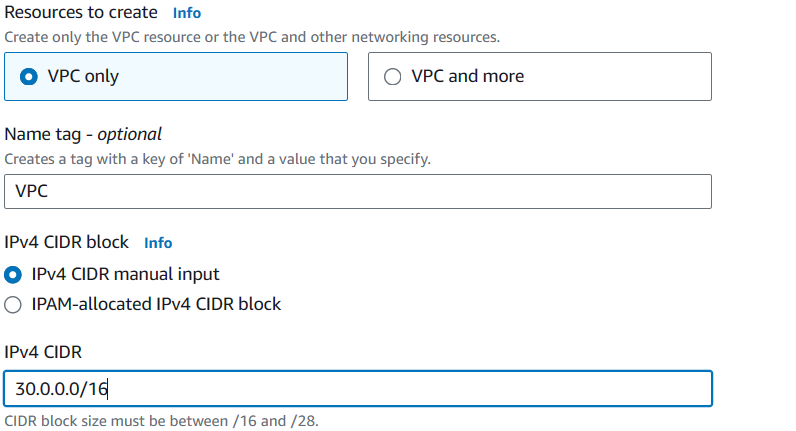 Resources to create Info
Create only the VPC resource or the VPC and other networking resources.
VPC only VPC and more
Name tag - optional
Creates a tag with a key of 'Name' and a value that you specify.
VPC
IPv4 CIDR block Info
IPv4 CIDR manual input
IPAM-allocated IPv4 CIDR block
IPv4 CIDR
30.0.0.0/16
CIDR block size must be between /16 and /28.